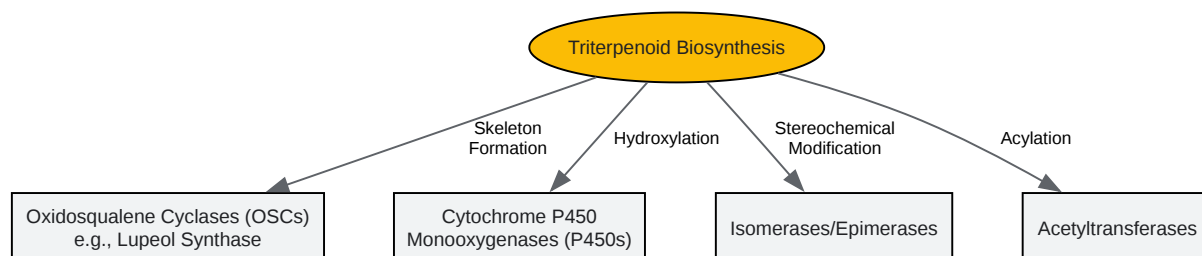 Triterpenoid Biosynthesis
Skeleton
Formation
Hydroxylation
Stereochemical
Modification
Acylation
Oxidosqualene Cyclases (OSCs)
e.g., Lupeol Synthase
Cytochrome P450
Monooxygenases (P450s)
Isomerases/Epimerases
Acetyltransferases